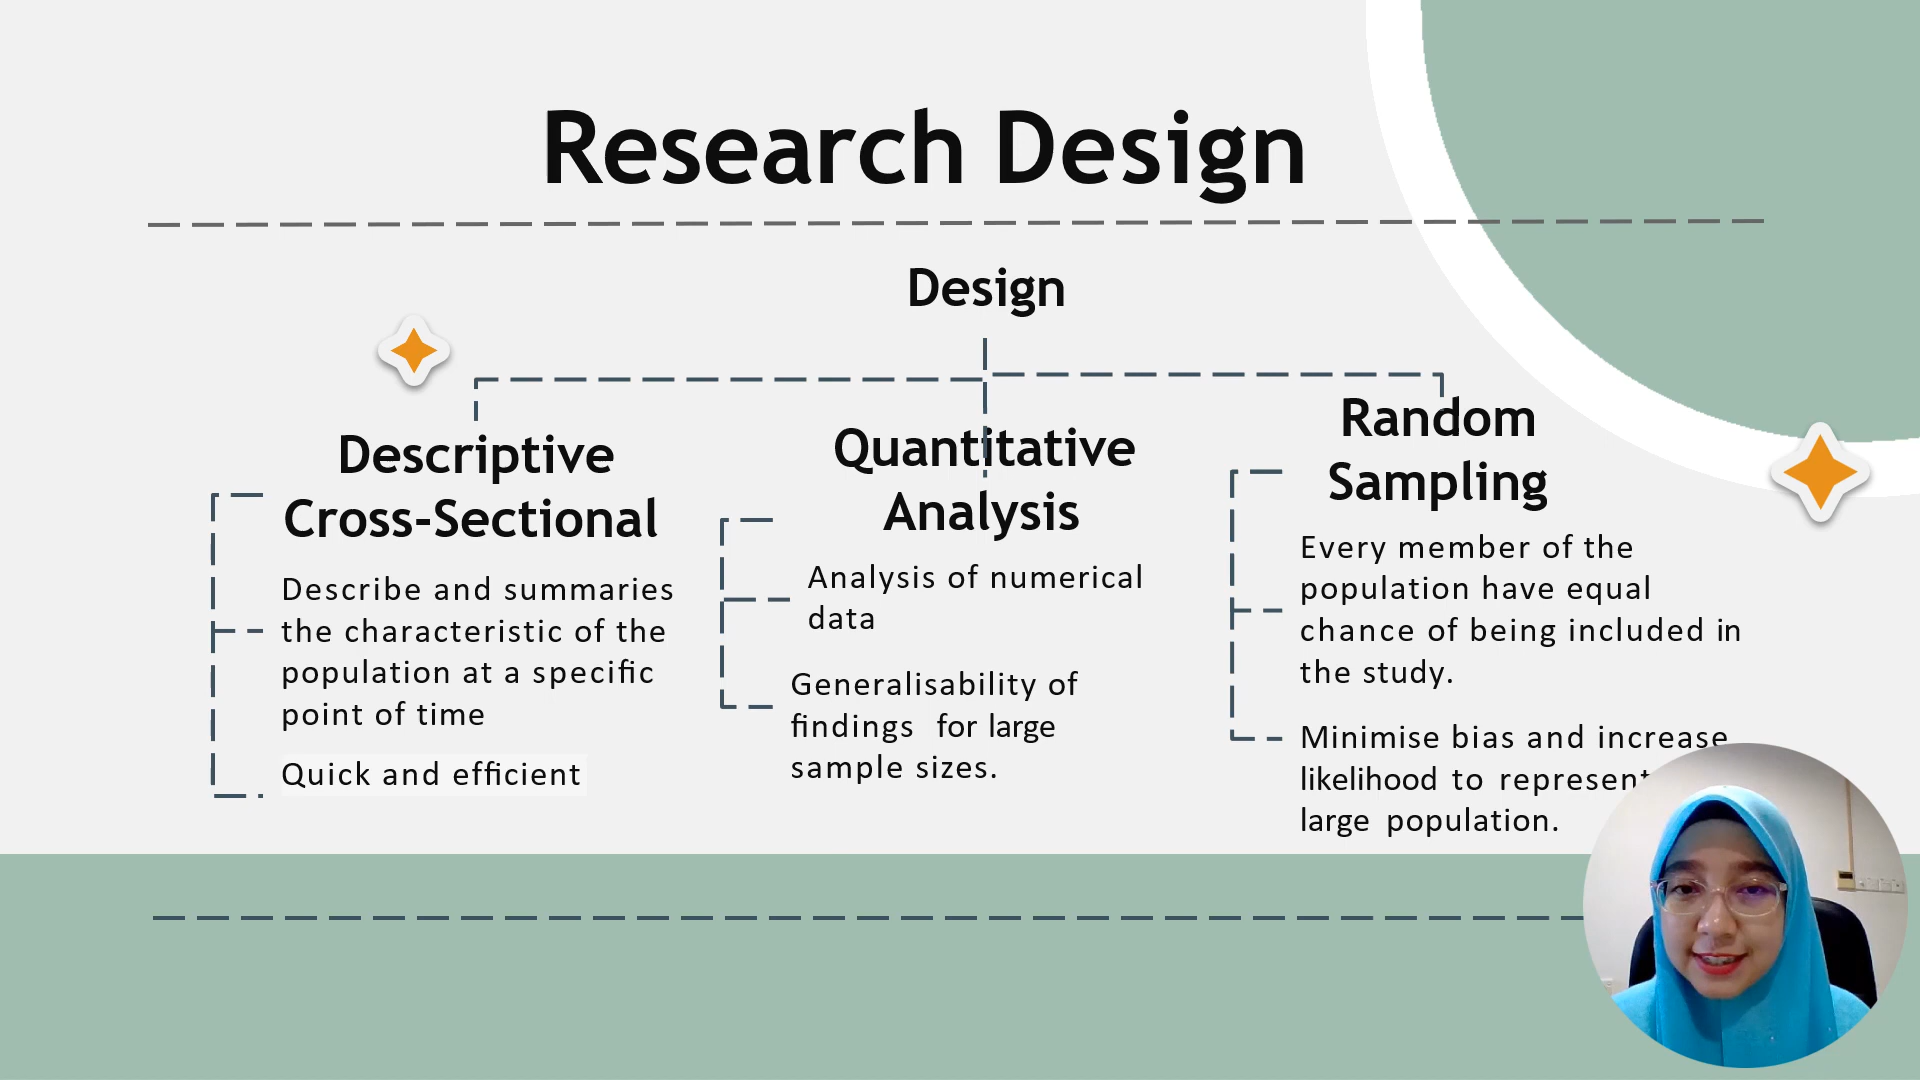 Research Design
Design
Descriptive
Cross-Sectional
Describe and summaries
the characteristic of the
population at a specific
point of time
Quick and efficient
Quantitative
Analysis
Analysis of numerical
data
Generalisability of
findings for large
sample sizes.
Random
Sampling
Every member of the
population have equal
chance of being included in
the study.
Minimise bias and increase
likelihood to represent
large population.